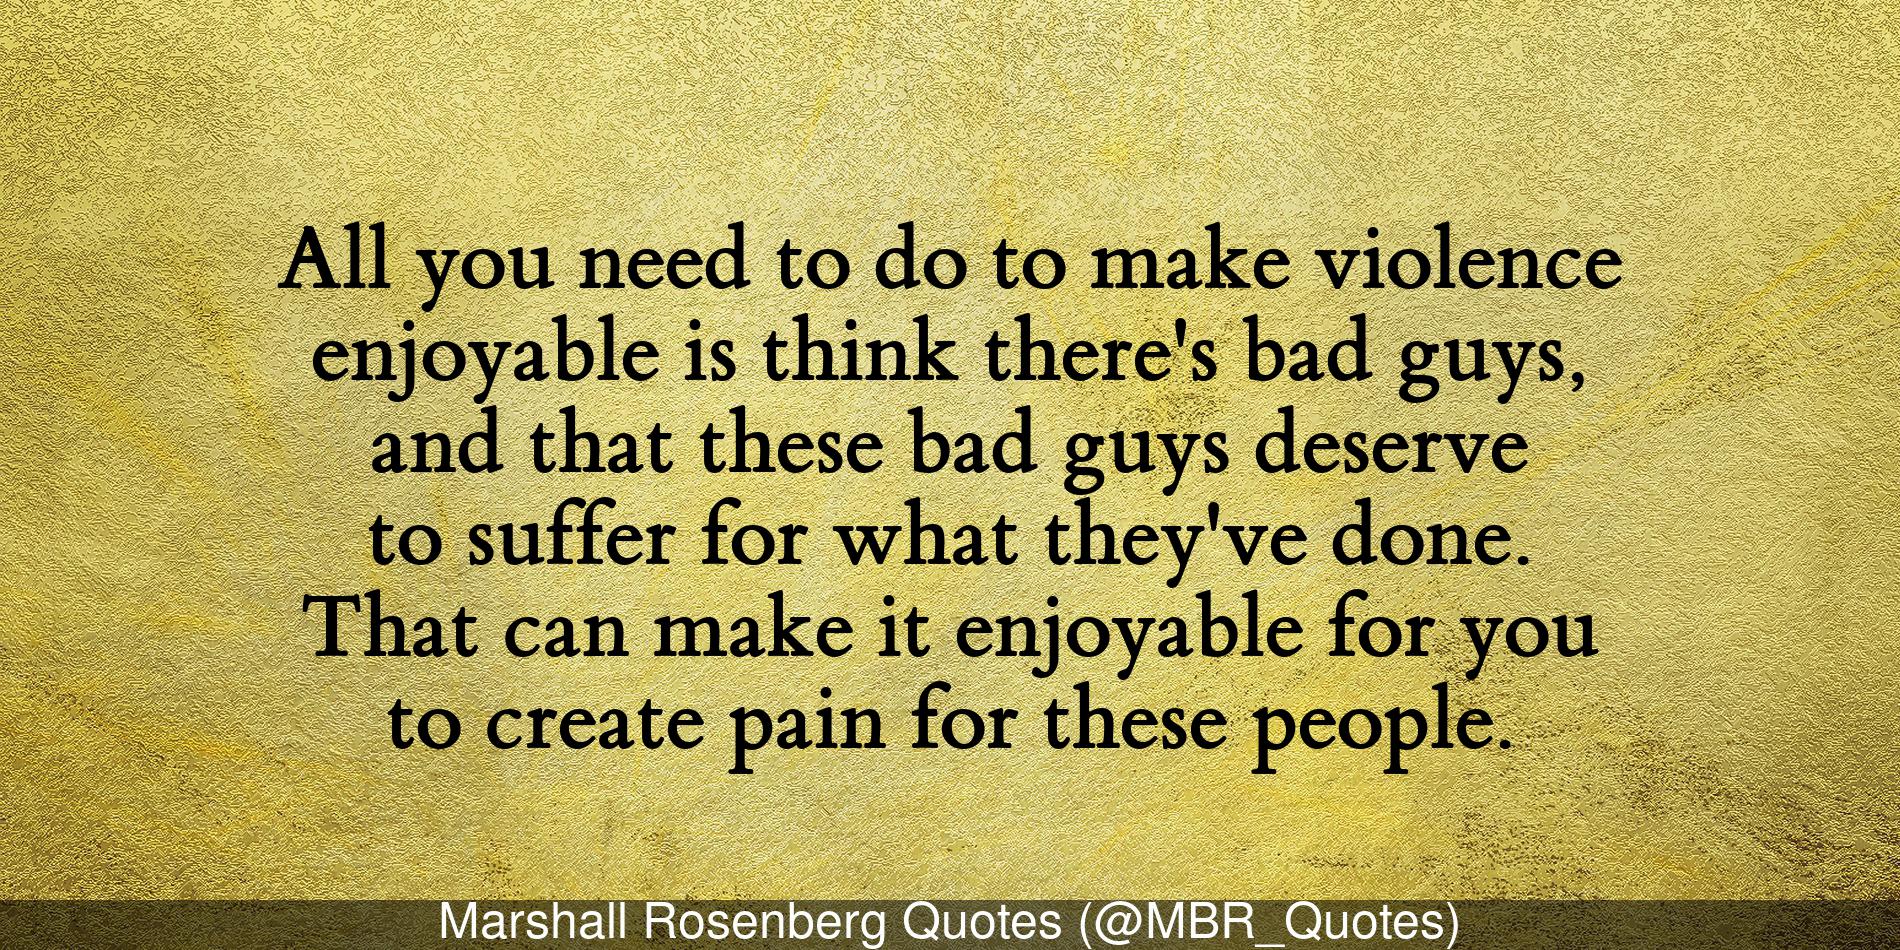 All you need to do to make violence
enjoyable is think there's bad guys,
and that these bad guys deserve
to suffer for what they've done.
That can make it enjoyable for you
to create pain for these people.
Marshall Rosenberg Quotes (@MBR_Quotes)